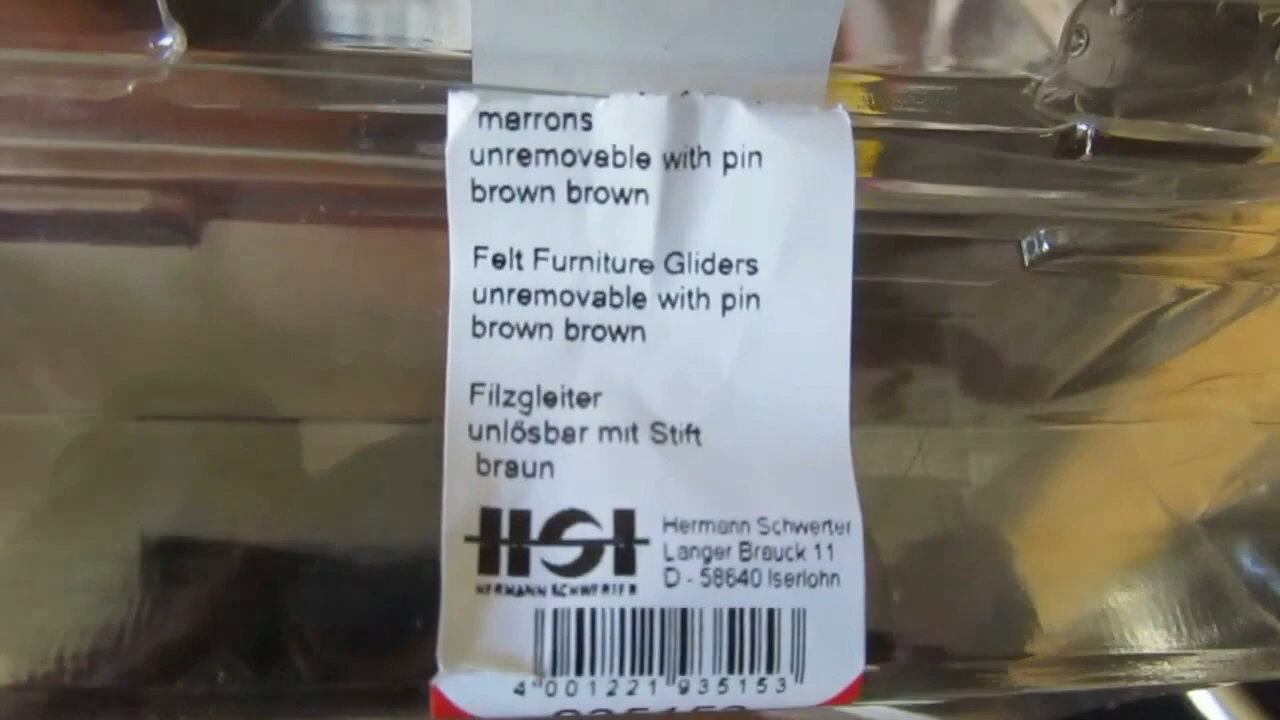 marrons
unremovable with pin
brown brown
Felt Furniture Gliders
unremovable with pin
brown brown
Filzgleiter
unlösbar mit Stift
braun
HSI
HERMANN SCHWERTER
Hermann Schwerter
Langer Brauck 11
D - 58640 Iserlohn
4 001221 935153